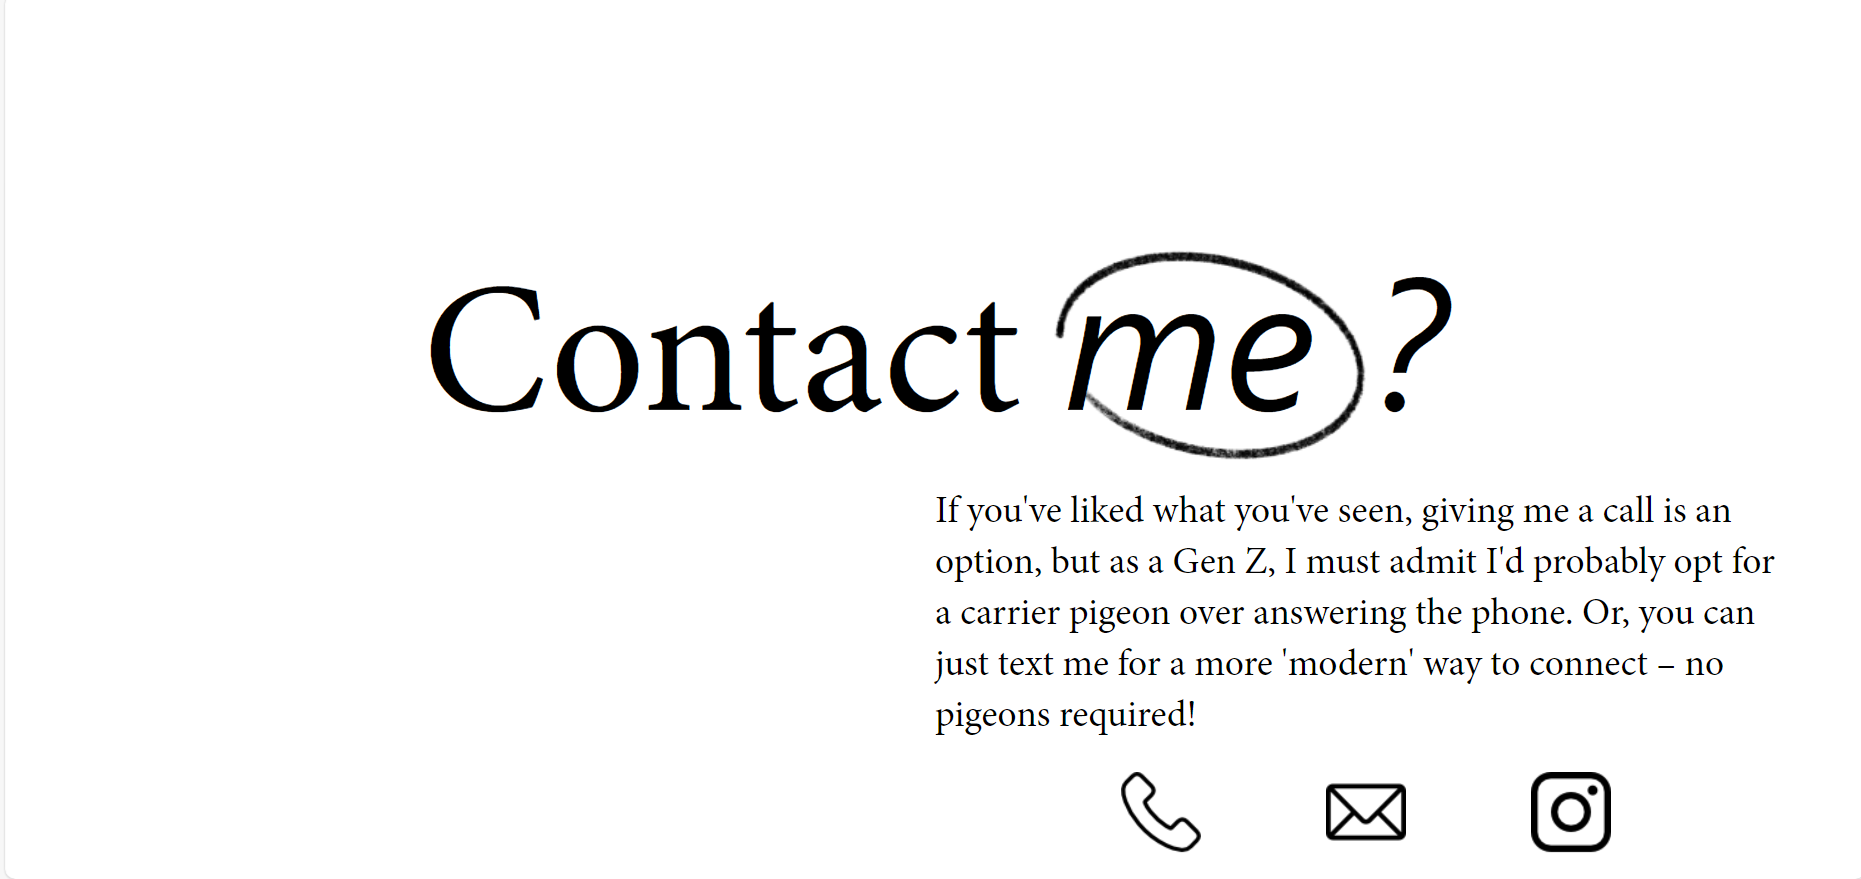 Contact me ?
If you've liked what you've seen, giving me a call is an
option, but as a Gen Z, I must admit I'd probably opt for
a carrier pigeon over answering the phone. Or, you can
just text me for a more 'modern' way to connect – no
pigeons required!